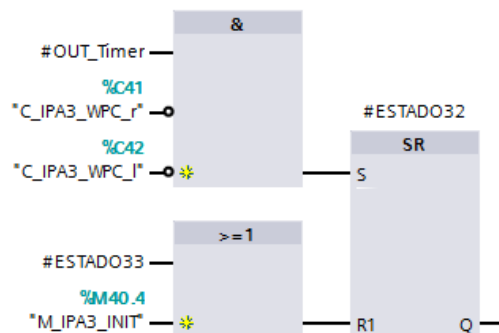 &
#OUT_Timer
%C41
"C_IPA3_WPC_r"
#ESTADO32
%C42
SR
"C_IPA3_WPC_l"
S
>=1
#ESTADO33
%M40.4
"M_IPA3_INIT"
R1 Q